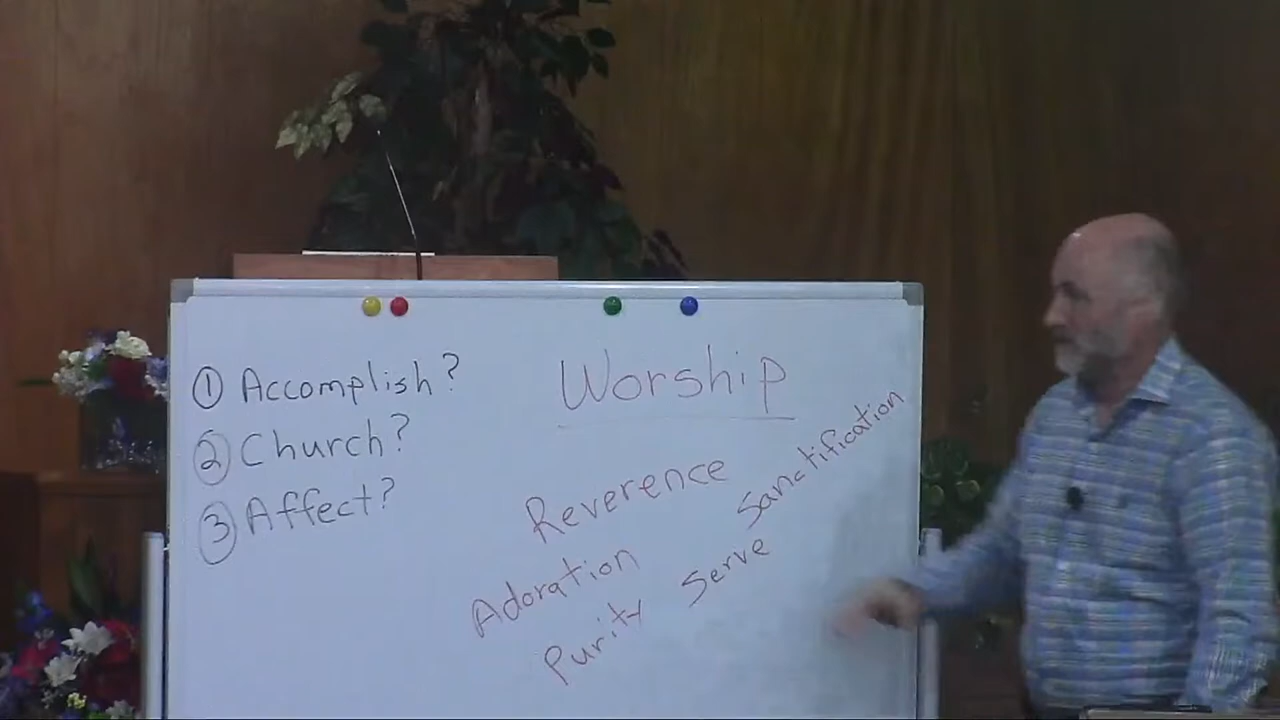 ① Accomplish?
② Church?
③ Affect?
Worship
Reverence
Sanctification
Adoration
Serve
Purity